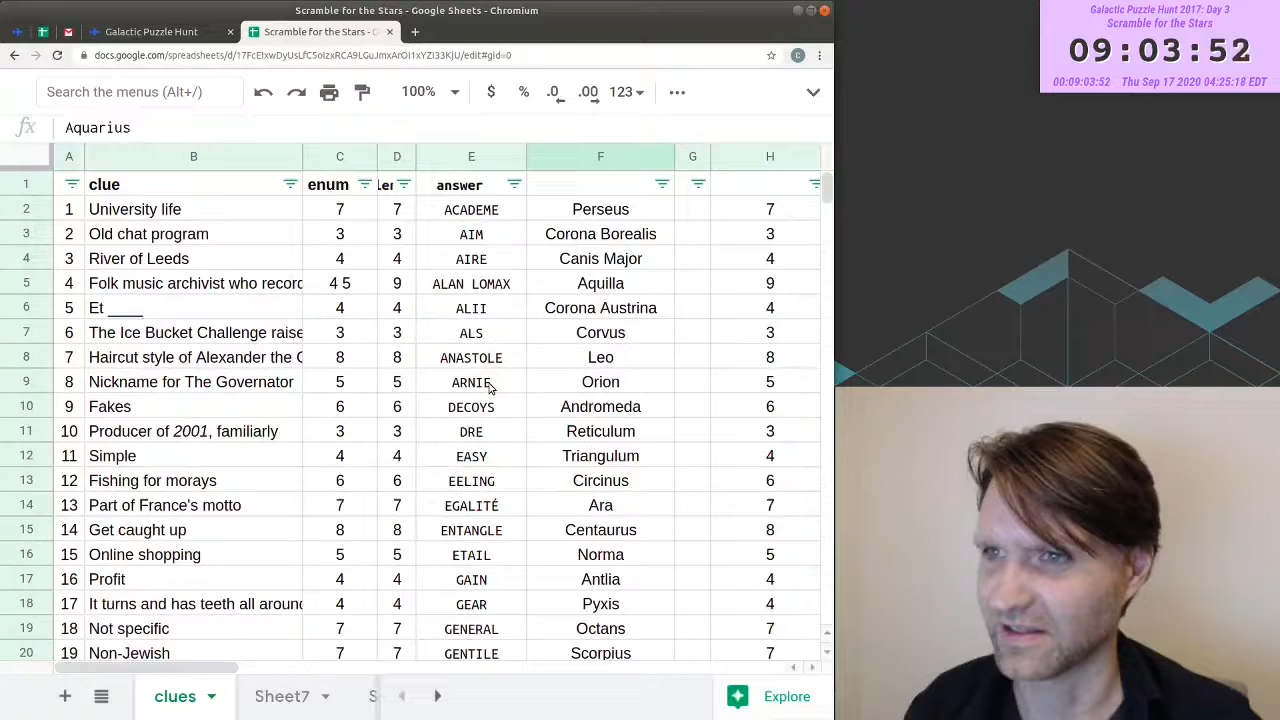 Scramble for the Stars - Google Sheets - Chromium
Galactic Puzzle Hunt × Scramble for the Stars - G × +
docs.google.com/spreadsheets/d/17FcEIxwDyUsLfC5oIzxRCA9LGuJmxArOI1xYZI33KjU/edit#gid=0
Search the menus (Alt+/) 100% $ % .0 .00 123
fx Aquarius
A B C D E F G H
1 clue enum len answer
2 1 University life 7 7 ACADEME Perseus 7
3 2 Old chat program 3 3 AIM Corona Borealis 3
4 3 River of Leeds 4 4 AIRE Canis Major 4
5 4 Folk music archivist who record 4 5 9 ALAN LOMAX Aquilla 9
6 5 Et ____ 4 4 ALII Corona Austrina 4
7 6 The Ice Bucket Challenge raise 3 3 ALS Corvus 3
8 7 Haircut style of Alexander the G 8 8 ANASTOLE Leo 8
9 8 Nickname for The Governator 5 5 ARNIE Orion 5
10 9 Fakes 6 6 DECOYS Andromeda 6
11 10 Producer of 2001, familiarly 3 3 DRE Reticulum 3
12 11 Simple 4 4 EASY Triangulum 4
13 12 Fishing for morays 6 6 EELING Circinus 6
14 13 Part of France's motto 7 7 EGALITÉ Ara 7
15 14 Get caught up 8 8 ENTANGLE Centaurus 8
16 15 Online shopping 5 5 ETAIL Norma 5
17 16 Profit 4 4 GAIN Antlia 4
18 17 It turns and has teeth all around 4 4 GEAR Pyxis 4
19 18 Not specific 7 7 GENERAL Octans 7
20 19 Non-Jewish 7 7 GENTILE Scorpius 7
+ clues Sheet7 S Explore
Galactic Puzzle Hunt 2017: Day 3
Scramble for the Stars
09:03:52
00:09:03:52 Thu Sep 17 2020 04:25:18 EDT